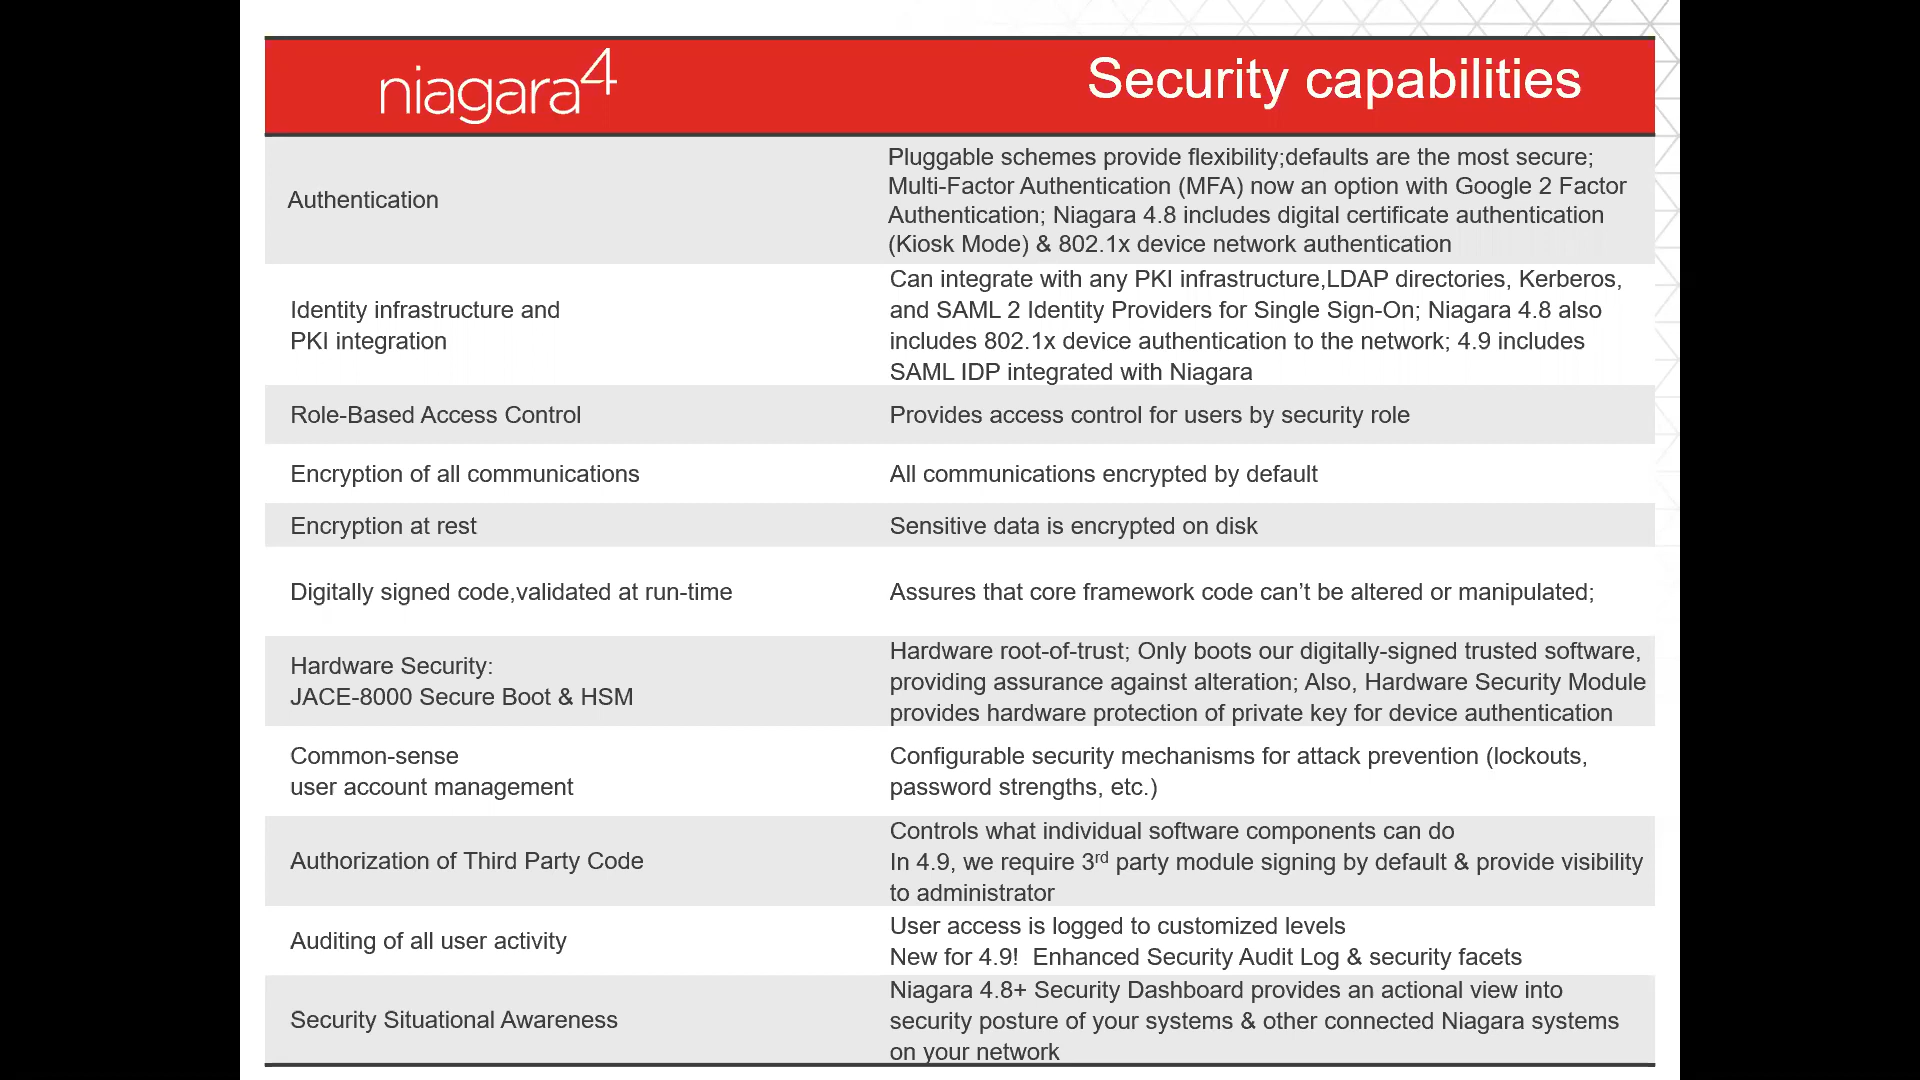 niagara4
Security capabilities
Authentication
Pluggable schemes provide flexibility;defaults are the most secure;
Multi-Factor Authentication (MFA) now an option with Google 2 Factor
Authentication; Niagara 4.8 includes digital certificate authentication
(Kiosk Mode) & 802.1x device network authentication
Identity infrastructure and
PKI integration
Can integrate with any PKI infrastructure,LDAP directories, Kerberos,
and SAML 2 Identity Providers for Single Sign-On; Niagara 4.8 also
includes 802.1x device authentication to the network; 4.9 includes
SAML IDP integrated with Niagara
Role-Based Access Control
Provides access control for users by security role
Encryption of all communications
All communications encrypted by default
Encryption at rest
Sensitive data is encrypted on disk
Digitally signed code,validated at run-time
Assures that core framework code can’t be altered or manipulated;
Hardware Security:
JACE-8000 Secure Boot & HSM
Hardware root-of-trust; Only boots our digitally-signed trusted software,
providing assurance against alteration; Also, Hardware Security Module
provides hardware protection of private key for device authentication
Common-sense
user account management
Configurable security mechanisms for attack prevention (lockouts,
password strengths, etc.)
Authorization of Third Party Code
Controls what individual software components can do
In 4.9, we require 3rd party module signing by default & provide visibility
to administrator
Auditing of all user activity
User access is logged to customized levels
New for 4.9!  Enhanced Security Audit Log & security facets
Security Situational Awareness
Niagara 4.8+ Security Dashboard provides an actional view into
security posture of your systems & other connected Niagara systems
on your network